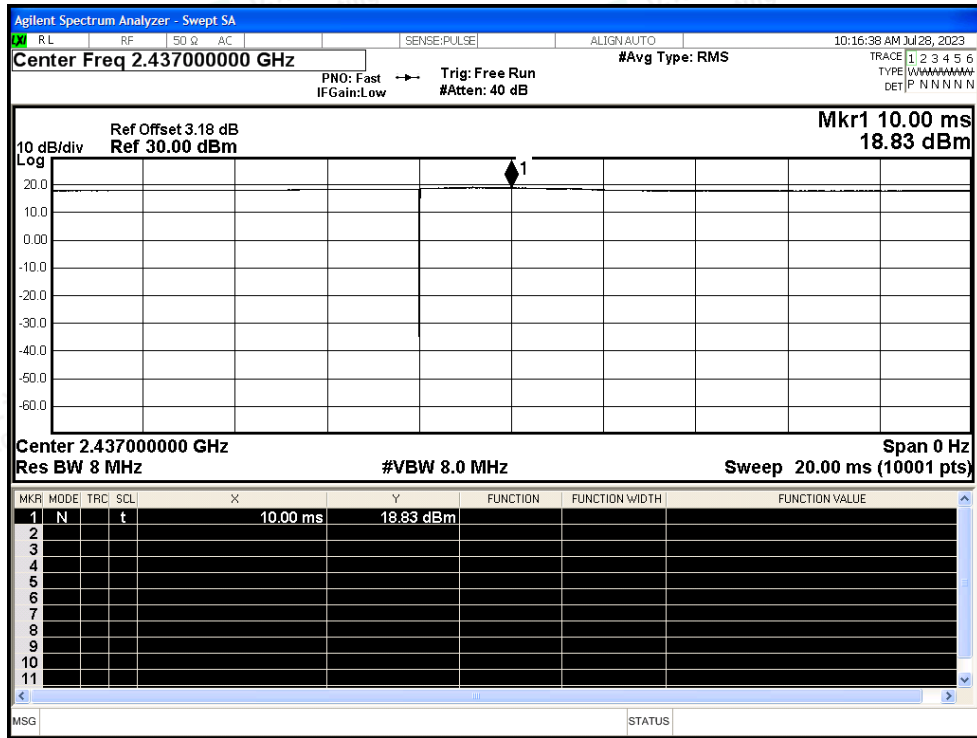 Agilent Spectrum Analyzer - Swept SA
LXI RL RF 50 Ω AC SENSE:PULSE ALIGN AUTO 10:16:38 AM Jul 28, 2023
Center Freq 2.437000000 GHz
#Avg Type: RMS
TRACE 1 2 3 4 5 6
TYPE WWWWWW
DET P N N N N N
PNO: Fast
IFGain:Low
Trig: Free Run
#Atten: 40 dB
Mkr1 10.00 ms
18.83 dBm
Ref Offset 3.18 dB
10 dB/div Ref 30.00 dBm
Log
1
20.0
10.0
0.00
-10.0
-20.0
-30.0
-40.0
-50.0
-60.0
Center 2.437000000 GHz Span 0 Hz
Res BW 8 MHz #VBW 8.0 MHz Sweep 20.00 ms (10001 pts)
MKR MODE TRC SCL X Y FUNCTION FUNCTION WIDTH FUNCTION VALUE
1 N t 10.00 ms 18.83 dBm
2
3
4
5
6
7
8
9
10
11
MSG STATUS